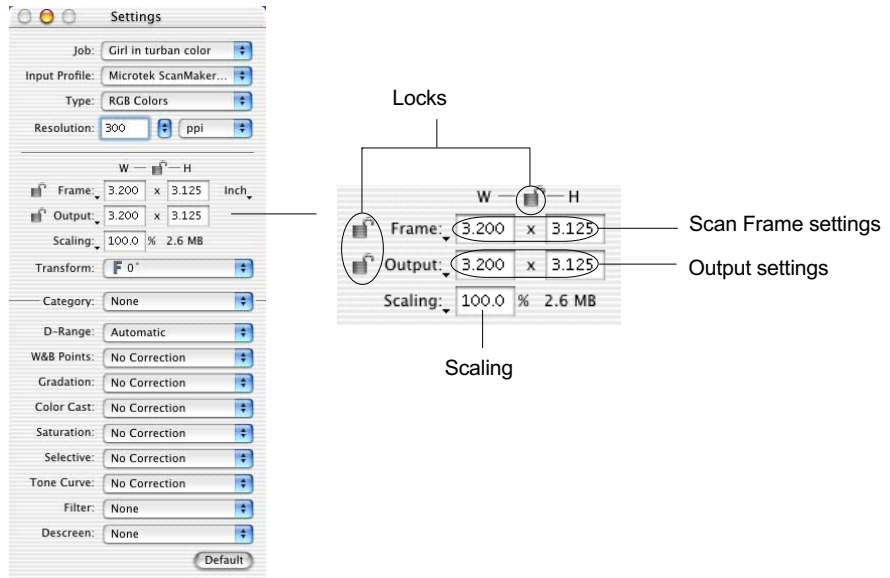 Settings
Job: Girl in turban color
Input Profile: Microtek ScanMaker...
Type: RGB Colors
Resolution: 300 ppi
W H
Frame: 3.200 x 3.125 Inch
Output: 3.200 x 3.125
Scaling: 100.0 % 2.6 MB
Transform: F 0°
Category: None
D-Range: Automatic
W&B Points: No Correction
Gradation: No Correction
Color Cast: No Correction
Saturation: No Correction
Selective: No Correction
Tone Curve: No Correction
Filter: None
Descreen: None
Default
Locks
W H
Frame: 3.200 x 3.125
Scan Frame settings
Output: 3.200 x 3.125
Output settings
Scaling: 100.0 % 2.6 MB
Scaling